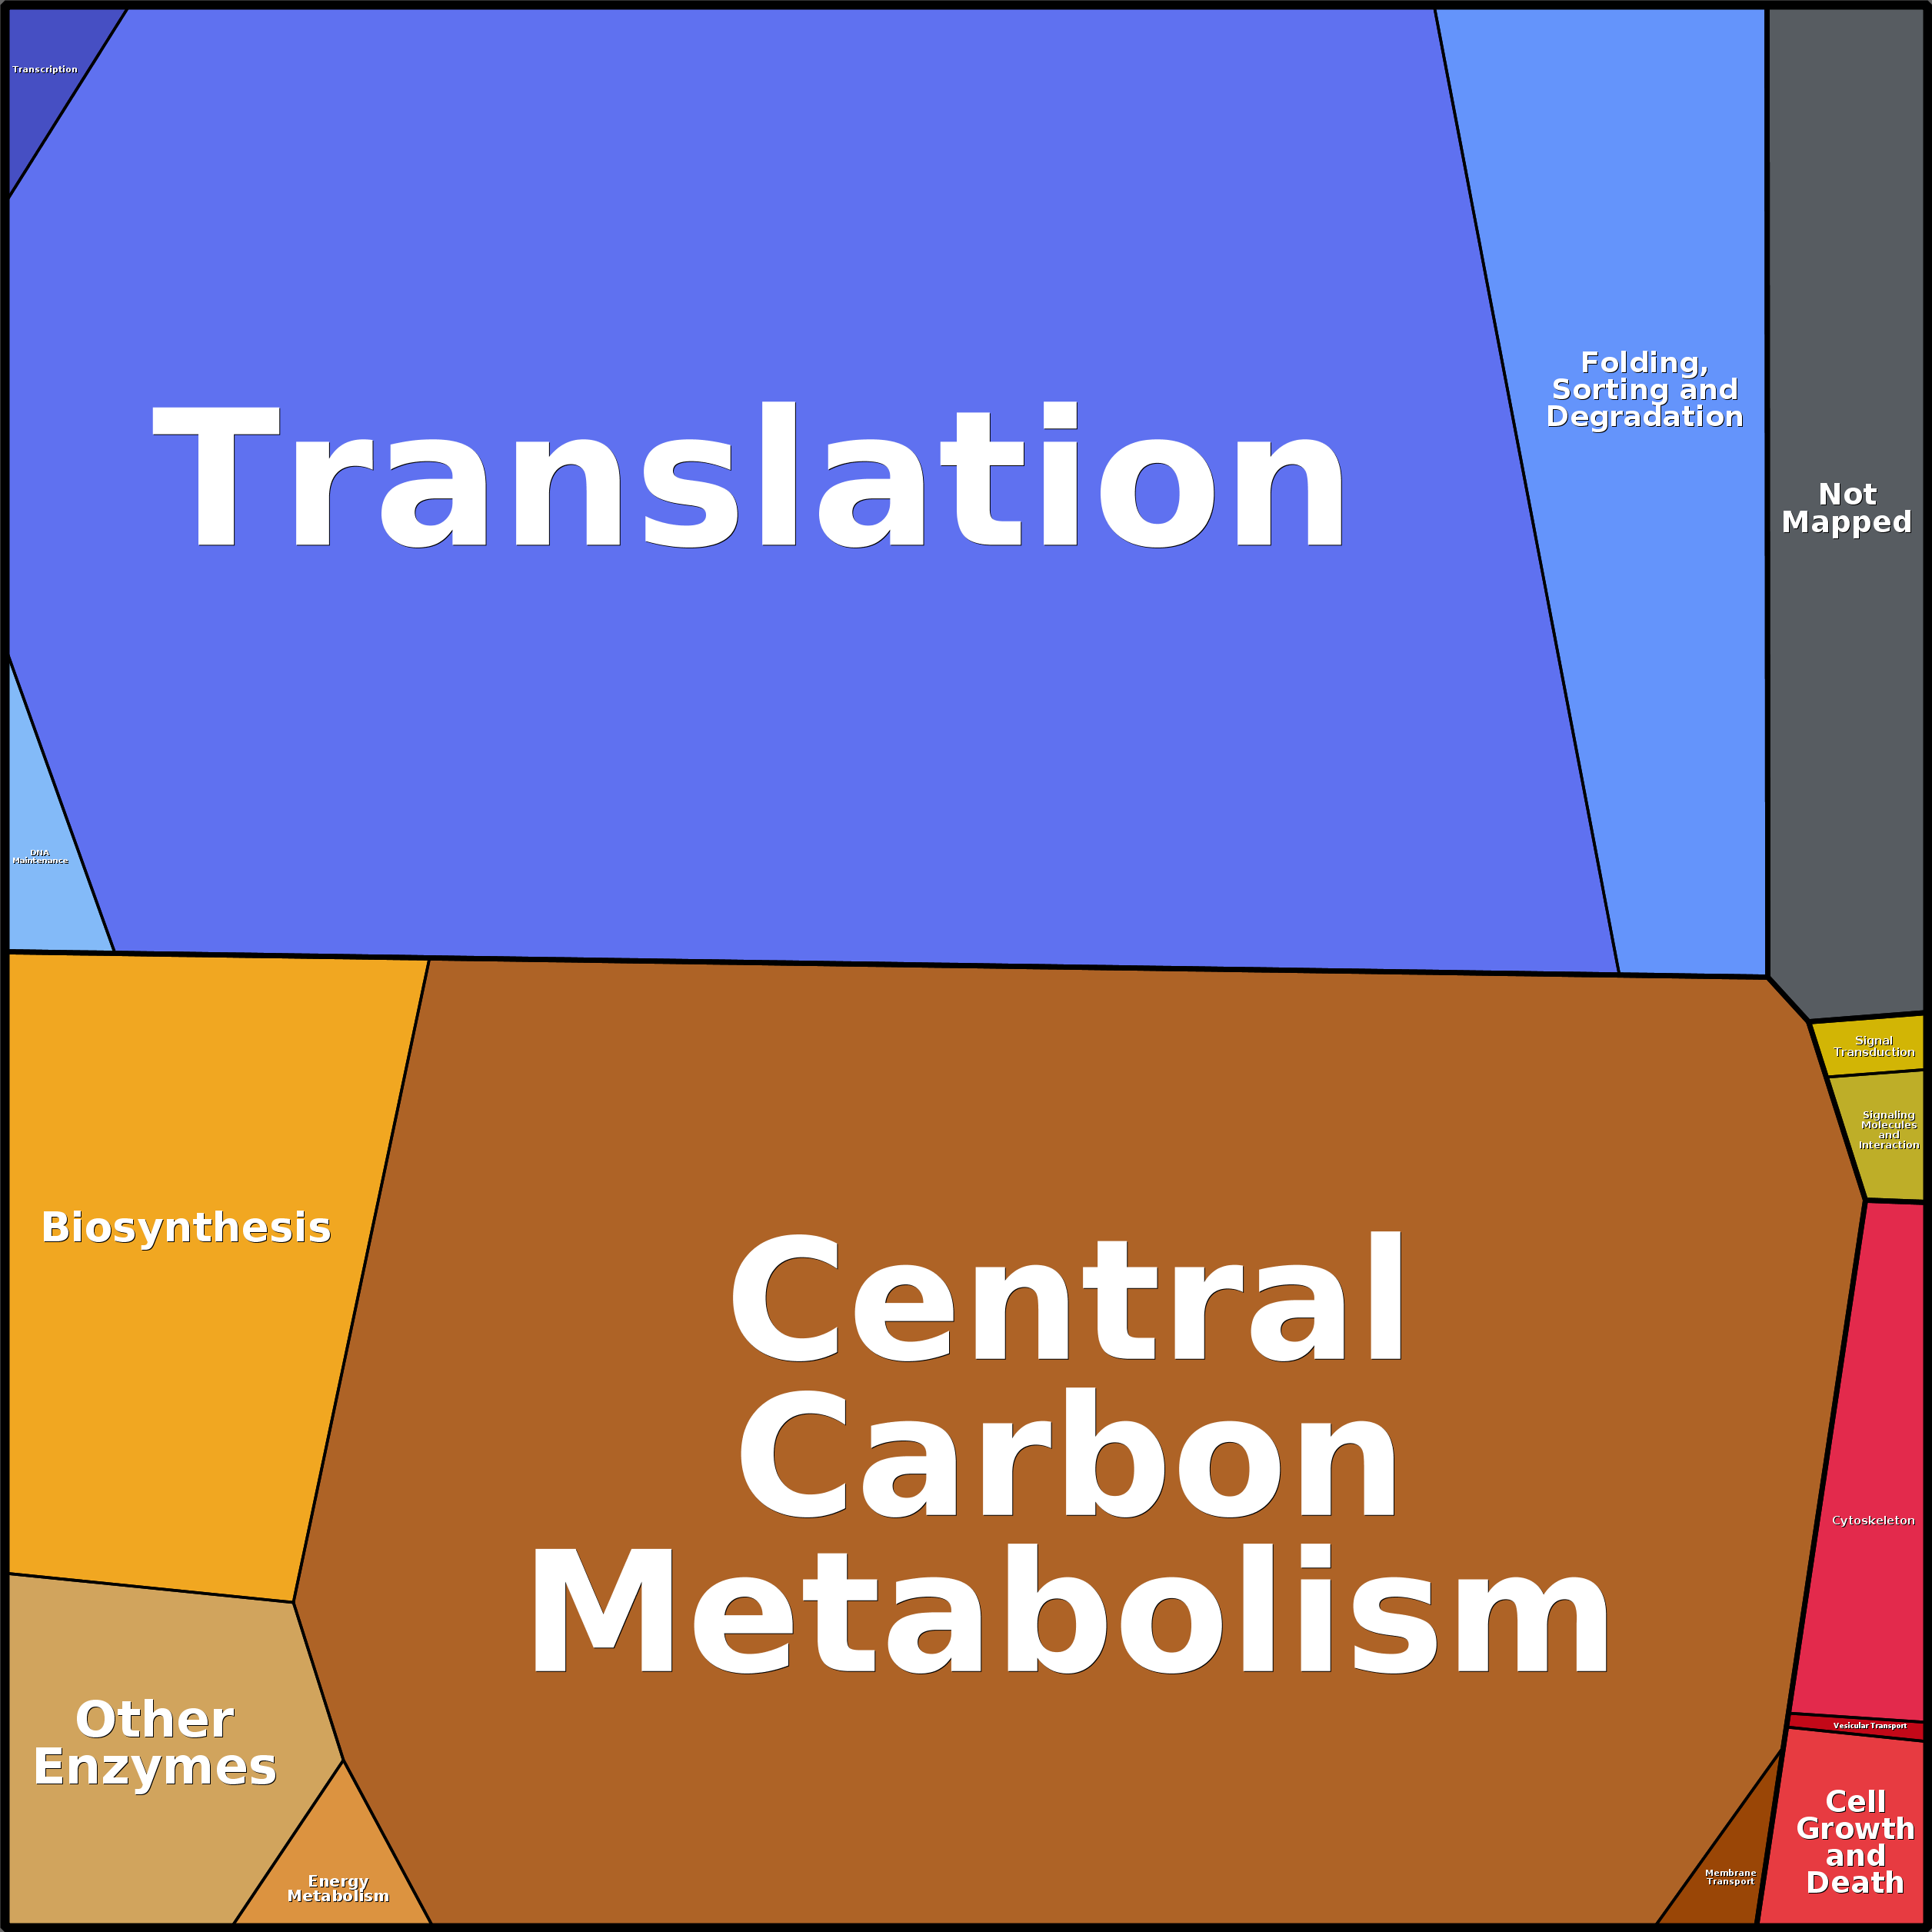 Transcription
Translation
Folding,
Sorting and
Degradation
Not
Mapped
DNA
Maintenance
Signal
Transduction
Signaling
Molecules
and
Interaction
Biosynthesis
Central
Carbon
Metabolism
Cytoskeleton
Other
Enzymes
Vesicular Transport
Cell
Growth
and
Death
Energy
Metabolism
Membrane
Transport